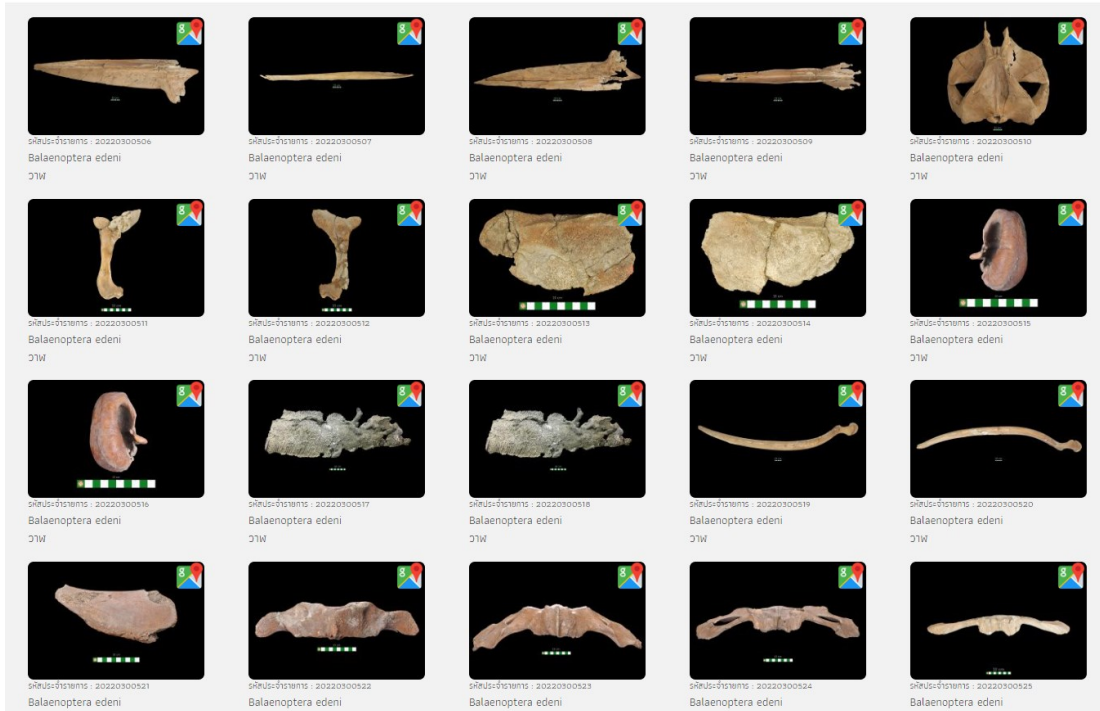 รหัสประจำรายการ : 20220300506
Balaenoptera edeni
วาฬ
รหัสประจำรายการ : 20220300507
Balaenoptera edeni
วาฬ
รหัสประจำรายการ : 20220300508
Balaenoptera edeni
วาฬ
รหัสประจำรายการ : 20220300509
Balaenoptera edeni
วาฬ
รหัสประจำรายการ : 20220300510
Balaenoptera edeni
วาฬ
รหัสประจำรายการ : 20220300511
Balaenoptera edeni
วาฬ
รหัสประจำรายการ : 20220300512
Balaenoptera edeni
วาฬ
รหัสประจำรายการ : 20220300513
Balaenoptera edeni
วาฬ
รหัสประจำรายการ : 20220300514
Balaenoptera edeni
วาฬ
รหัสประจำรายการ : 20220300515
Balaenoptera edeni
วาฬ
รหัสประจำรายการ : 20220300516
Balaenoptera edeni
วาฬ
รหัสประจำรายการ : 20220300517
Balaenoptera edeni
วาฬ
รหัสประจำรายการ : 20220300518
Balaenoptera edeni
วาฬ
รหัสประจำรายการ : 20220300519
Balaenoptera edeni
วาฬ
รหัสประจำรายการ : 20220300520
Balaenoptera edeni
วาฬ
รหัสประจำรายการ : 20220300521
Balaenoptera edeni
รหัสประจำรายการ : 20220300522
Balaenoptera edeni
รหัสประจำรายการ : 20220300523
Balaenoptera edeni
รหัสประจำรายการ : 20220300524
Balaenoptera edeni
รหัสประจำรายการ : 20220300525
Balaenoptera edeni